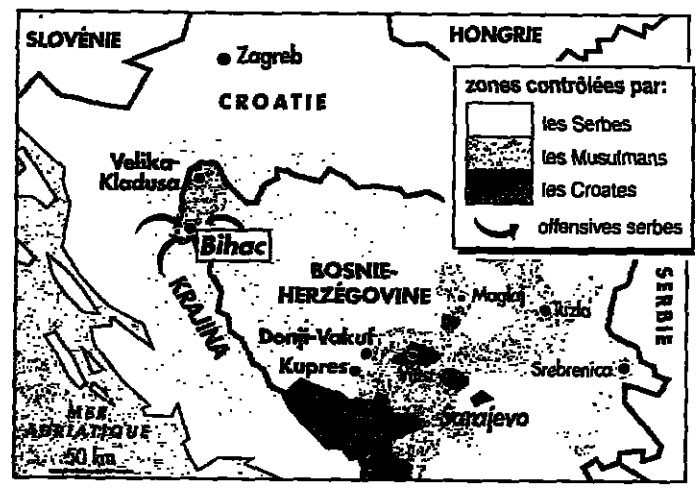 SLOVÉNIE
HONGRIE
Zagreb
CROATIE
zones contrôlées par:
les Serbes
les Musulmans
les Croates
offensives serbes
Velika-
Kladusa
Bihac
KRAJINA
BOSNIE-
HERZÉGOVINE
SERBIE
Maglaj
Tuzla
Donji-Vakuf
Kupres
Srebrenica
Sarajevo
MER
ADRIATIQUE
50 km